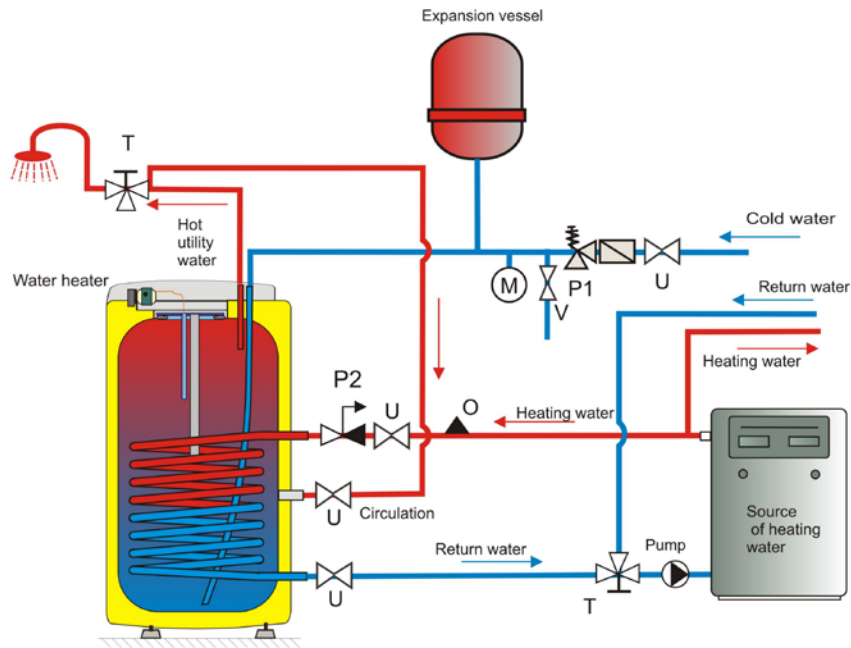 Expansion vessel
T
Cold water
Hot
utility
water
Water heater
M
P1
U
V
Return water
Heating water
P2
U
O
Heating water
U
Circulation
Source
of heating
water
Return water
Pump
U
T